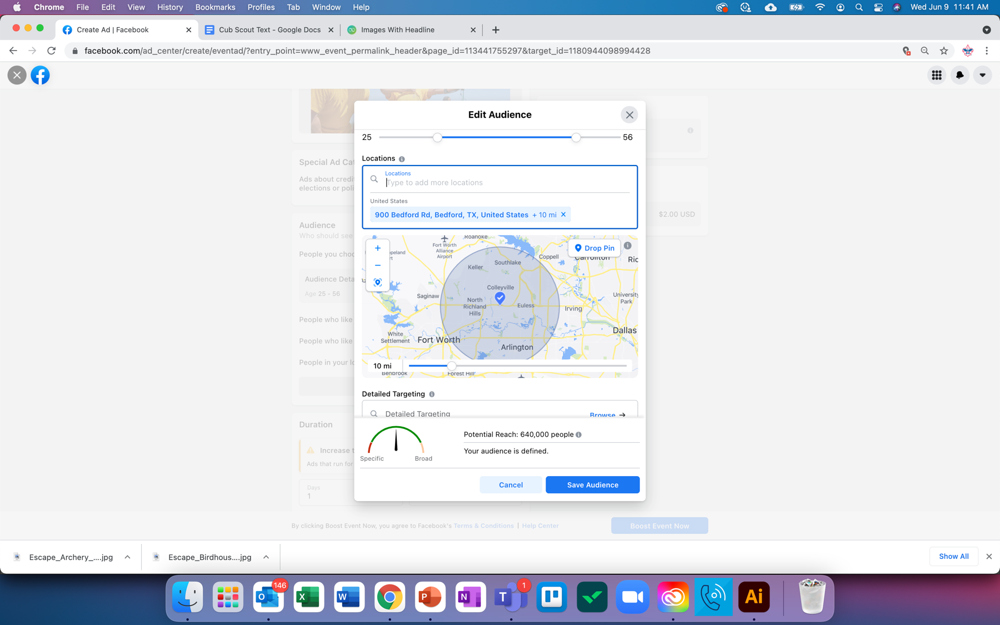 Chrome File Edit View History Bookmarks Profiles Tab Window Help Wed Jun 9 11:41 AM
Create Ad | Facebook
Cub Scout Text - Google Docs
Images With Headline
facebook.com/ad_center/create/eventad/?entry_point=www_event_permalink_header&page_id=113441755297&target_id=1180944098994428
Edit Audience
25
56
Locations
Locations
Type to add more locations
United States
900 Bedford Rd, Bedford, TX, United States + 10 mi
Drop Pin
Roanoke
Fort Worth
Alliance
Airport
Copeland
Keller
Southlake
Coppell
Carrollton
Ric
Colleyville
Saginaw
North
Richland
Hills
Euless
Irving
University
Park
White
Settlement
Fort Worth
Arlington
Dallas
10 mi
Benbrook
Forest Hill
Detailed Targeting
Detailed Targeting
Browse
Specific
Broad
Potential Reach: 640,000 people
Your audience is defined.
Cancel
Save Audience
Special Ad Cat
Ads about credi
elections or poli
Audience
Who should see
People you choo
Audience Deta
Age 25 - 56
People who like
People who like
People in your lo
Duration
Increase t
Ads that run for
Days
1
$2.00 USD
By clicking Boost Event Now, you agree to Facebook's Terms & Conditions | Help Center
Boost Event Now
Escape_Archery_....jpg
Escape_Birdhous....jpg
Show All
146
1
O
X
W
P
N
T
Ai